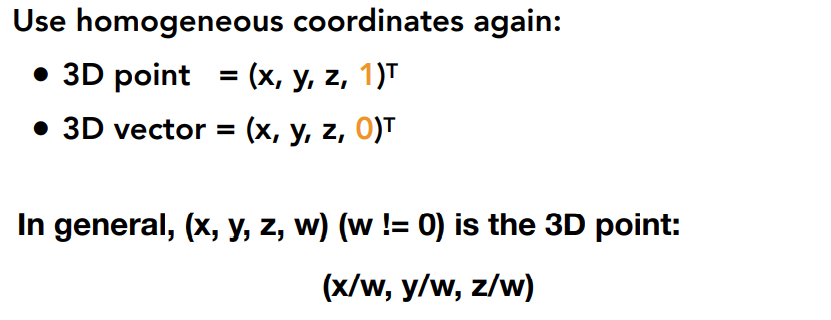 Use homogeneous coordinates again:
• 3D point = (x, y, z, 1)ᵀ
• 3D vector = (x, y, z, 0)ᵀ
In general, (x, y, z, w) (w != 0) is the 3D point:
(x/w, y/w, z/w)